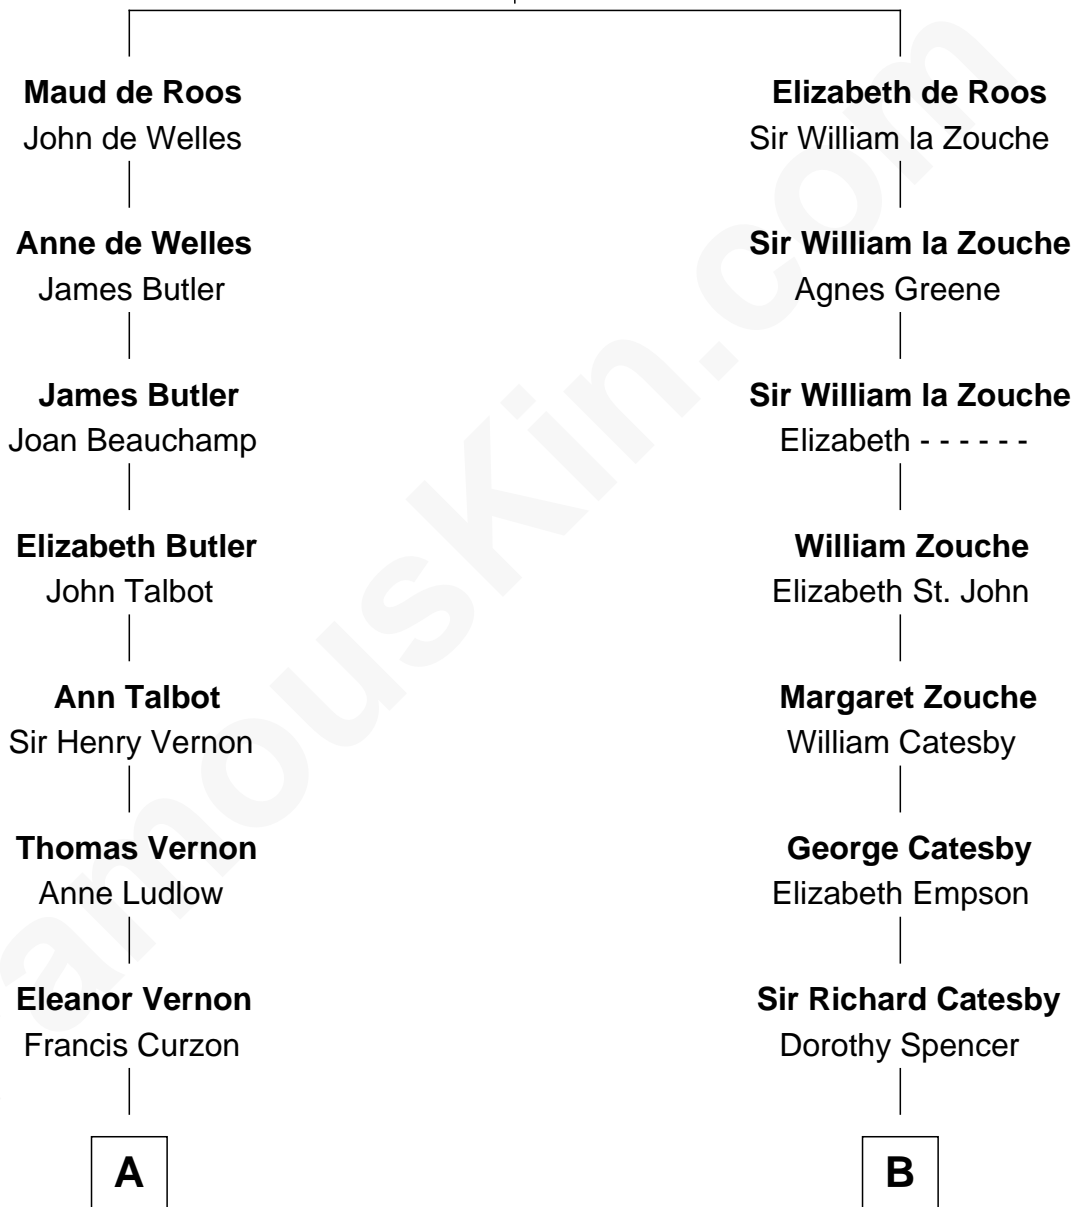 Maud de Roos
John de Welles
Elizabeth de Roos
Sir William la Zouche
Anne de Welles
James Butler
Sir William la Zouche
Agnes Greene
James Butler
Joan Beauchamp
Sir William la Zouche
Elizabeth - - - - - -
Elizabeth Butler
John Talbot
William Zouche
Elizabeth St. John
Ann Talbot
Sir Henry Vernon
Margaret Zouche
William Catesby
Thomas Vernon
Anne Ludlow
George Catesby
Elizabeth Empson
Eleanor Vernon
Francis Curzon
Sir Richard Catesby
Dorothy Spencer
A
B
amouskin.com